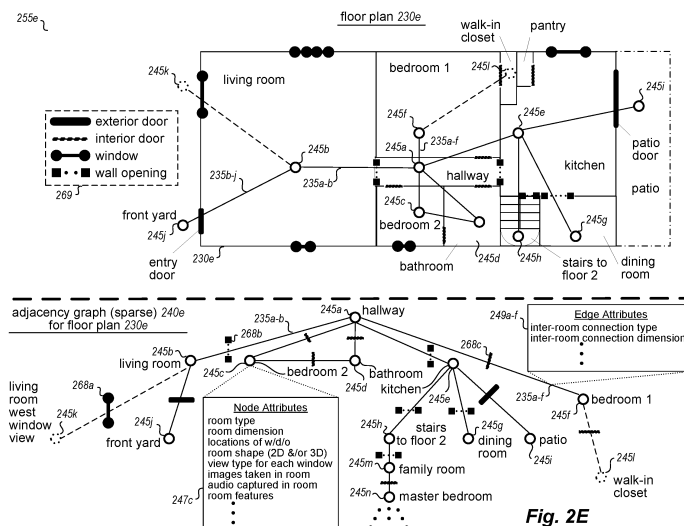 255e
floor plan 230e
walk-in
closet
pantry
245k
living room
bedroom 1
245l
245i
exterior door
interior door
window
wall opening
269
245b
245f
235a-f
245a
245e
kitchen
patio
door
patio
hallway
235b-j
235a-b
front yard
245j
245c
bedroom 2
245d
245h
245g
entry
door
230e
bathroom
stairs to
floor 2
dining
room
adjacency graph (sparse) 240e
for floor plan 230e
245a
hallway
235a-b
268b
249a-f
Edge Attributes
inter-room connection type
inter-room connection dimension
245b
living room
245c
bedroom 2
bathroom
245d
kitchen
245e
268c
235a-f
bedroom 1
245f
living
room
west
window
view
268a
245k
245j
front yard
Node Attributes
room type
room dimension
locations of w/d/o
room shape (2D &/or 3D)
view type for each window
images taken in room
audio captured in room
room features
247c
245h
stairs
to floor 2
245g
dining
room
patio
245i
245l
walk-in
closet
245m
family room
245n
master bedroom
Fig. 2E